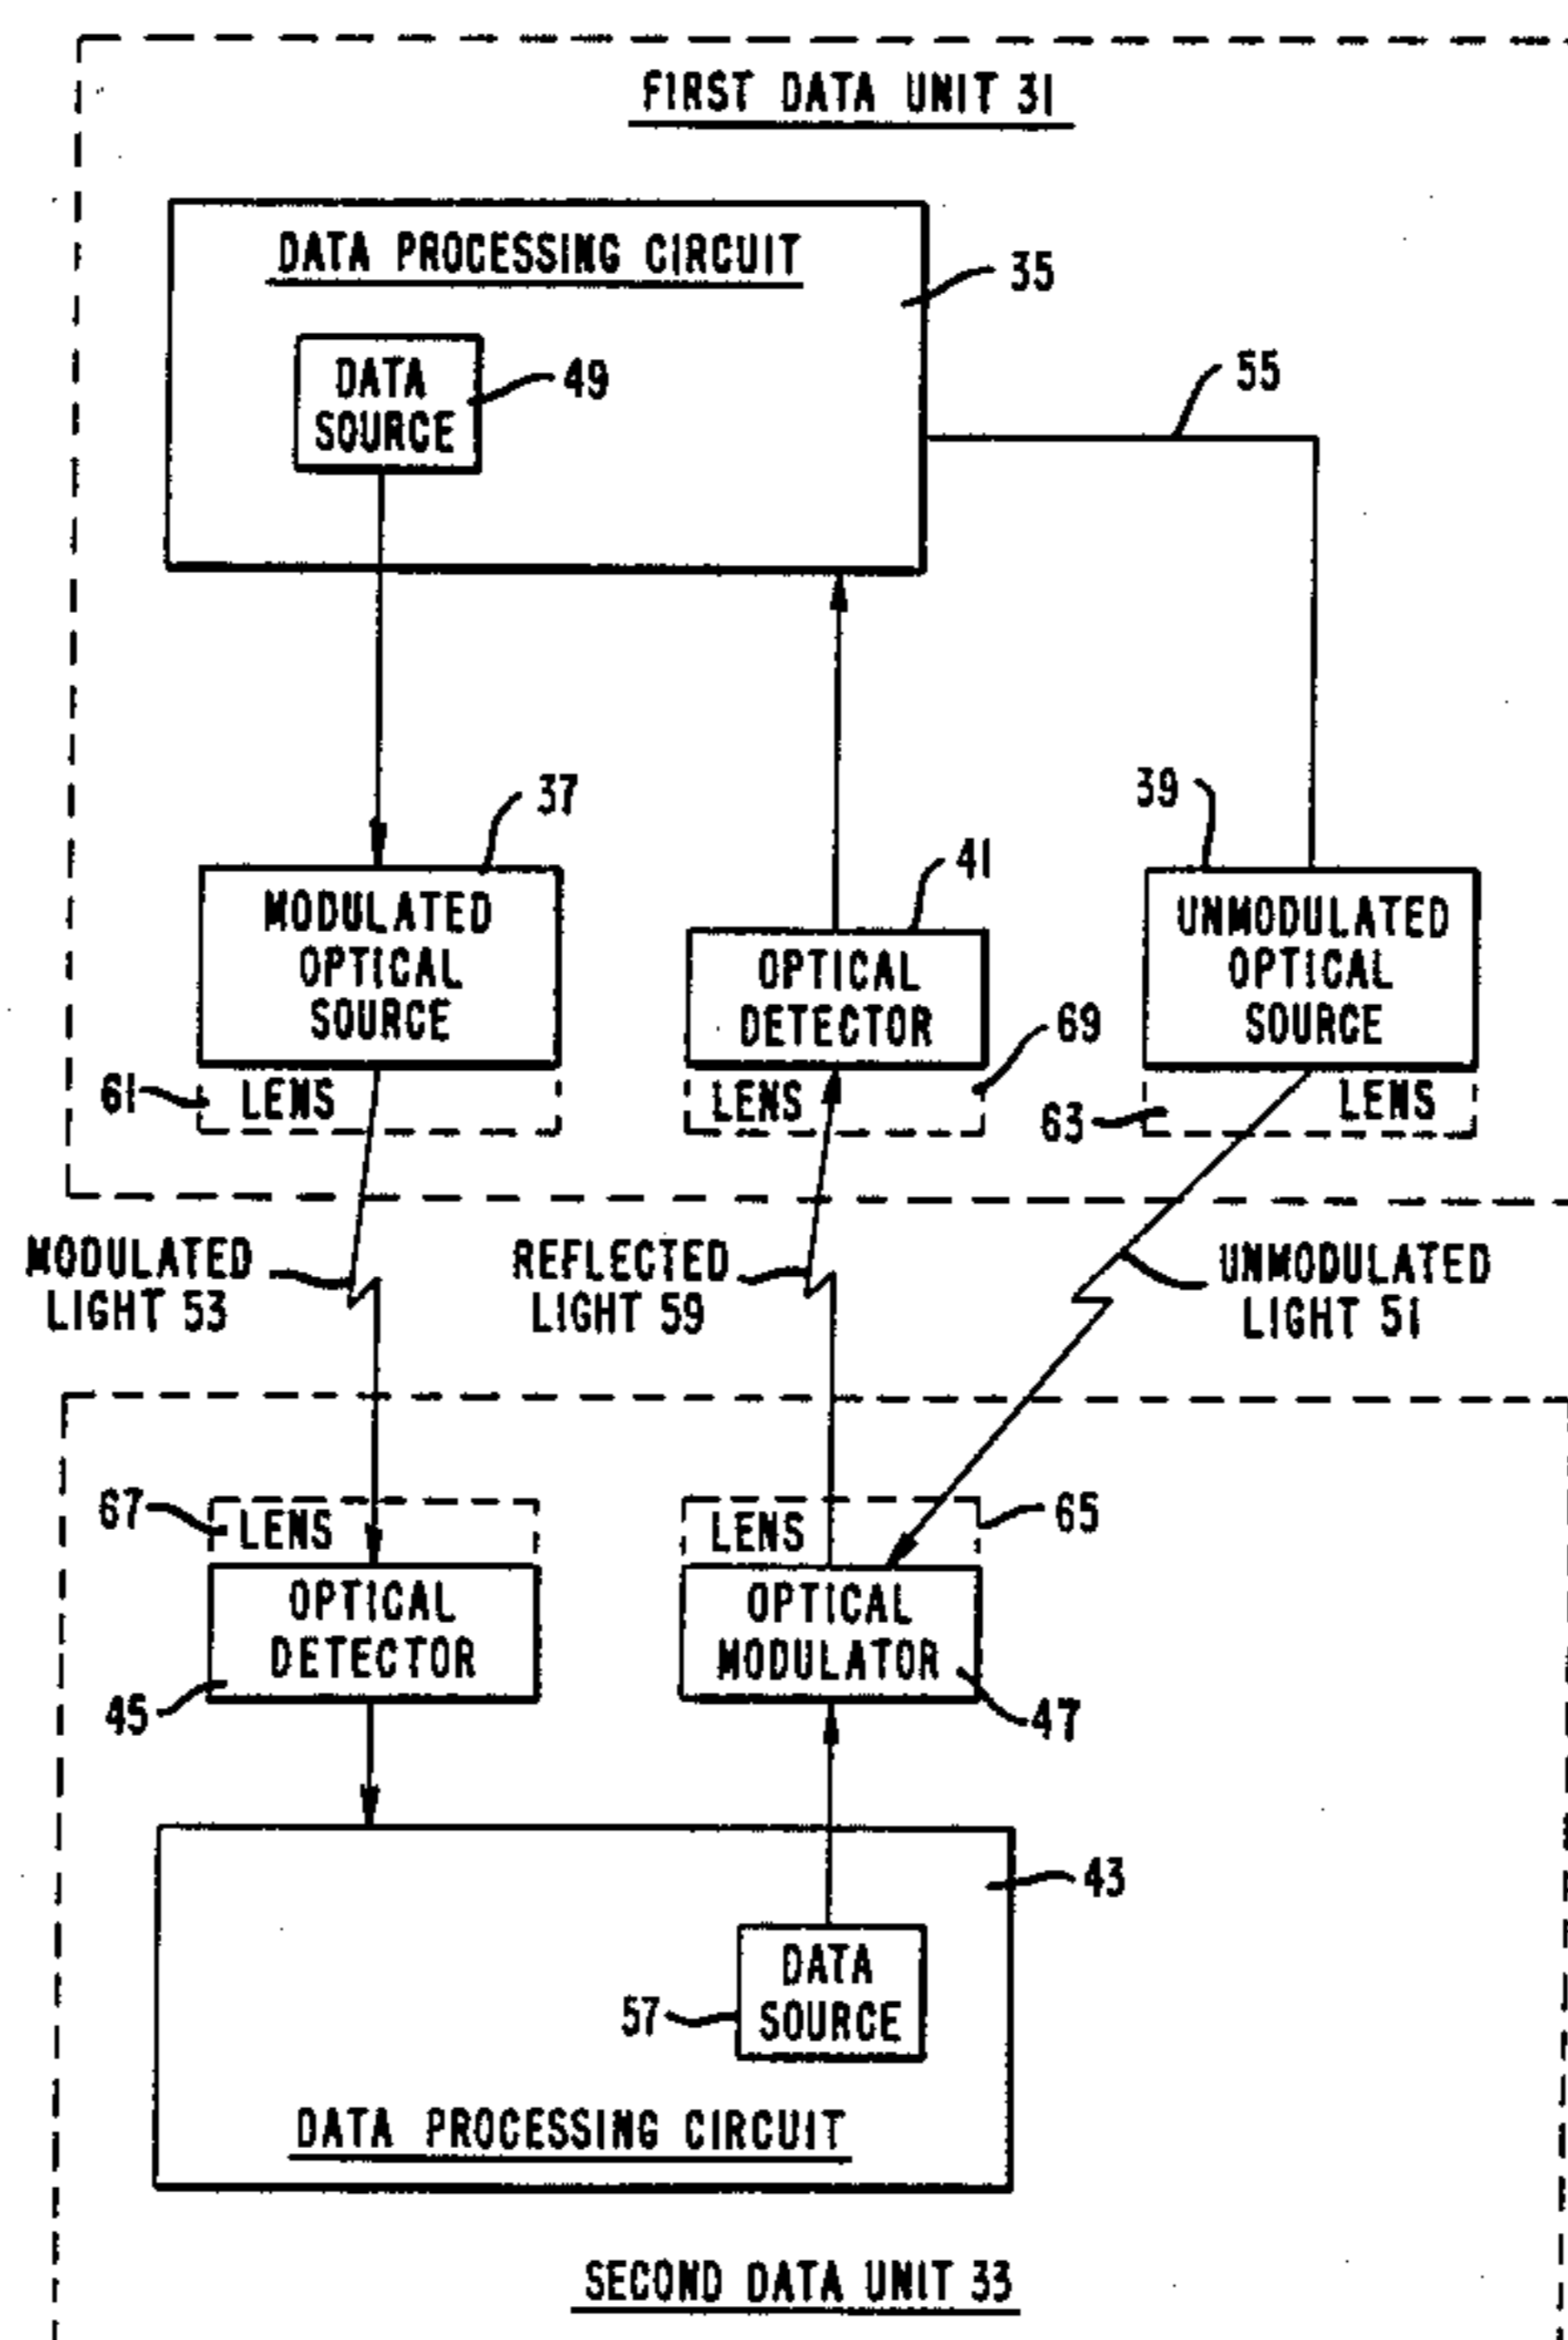 FIRST DATA UNIT 31
DATA PROCESSING CIRCUIT
35
DATA
SOURCE
49
55
37
39
41
MODULATED
OPTICAL
SOURCE
OPTICAL
DETECTOR
UNMODULATED
OPTICAL
SOURCE
69
61
LENS
LENS
63
LENS
MODULATED
LIGHT 53
REFLECTED
LIGHT 59
UNMODULATED
LIGHT 51
67
LENS
LENS
65
OPTICAL
DETECTOR
OPTICAL
MODULATOR
45
47
43
DATA
SOURCE
57
DATA PROCESSING CIRCUIT
SECOND DATA UNIT 33